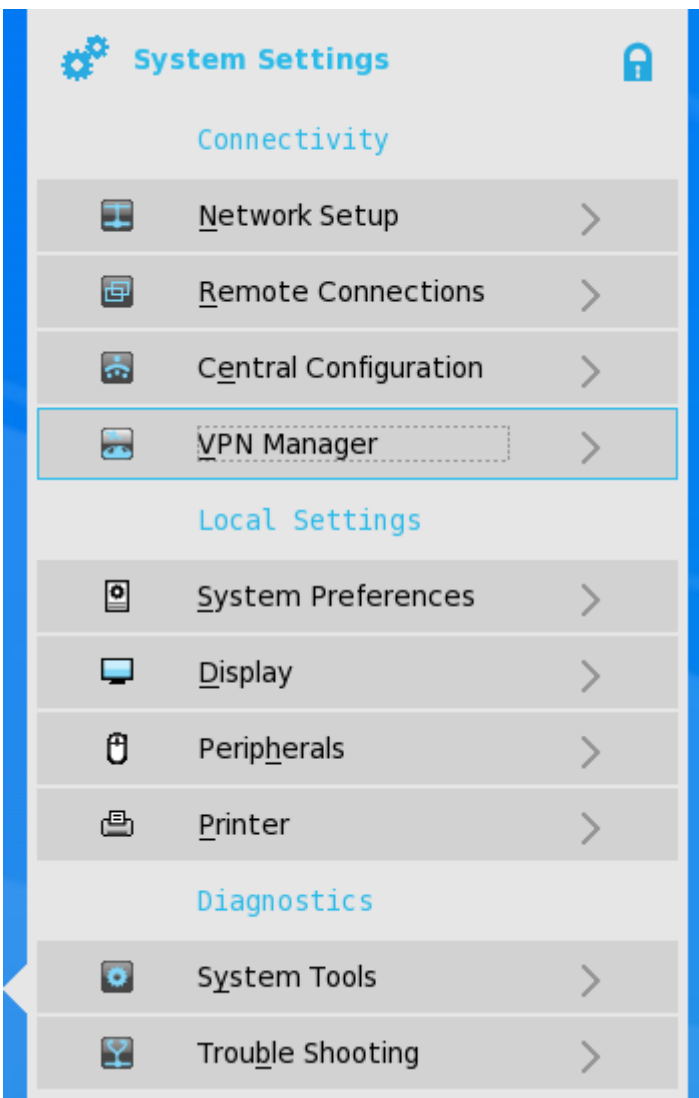 System Settings
Connectivity
Network Setup
Remote Connections
Central Configuration
VPN Manager
Local Settings
System Preferences
Display
Peripherals
Printer
Diagnostics
System Tools
Trouble Shooting